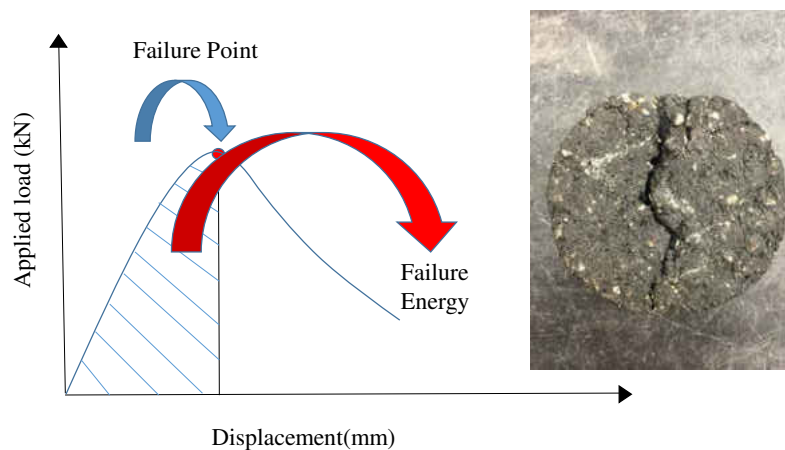 Failure Point
Applied load (kN)
Failure
Energy
Displacement(mm)